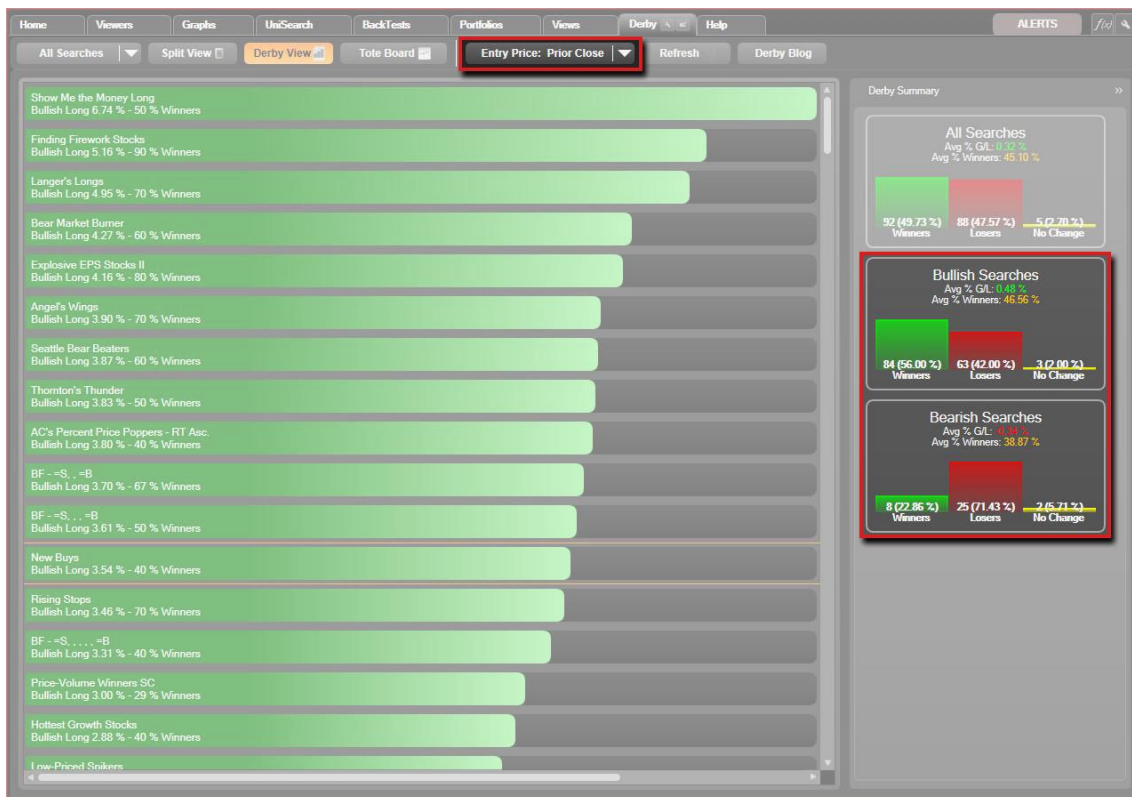 Home Viewers Graphs UniSearch BackTests Portfolios Views Derby Help ALERTS f(x)
All Searches Split View Derby View Tote Board Entry Price: Prior Close Refresh Derby Blog
Show Me the Money Long
Bullish Long 6.74 % - 50 % Winners
Finding Firework Stocks
Bullish Long 5.16 % - 90 % Winners
Langer's Longs
Bullish Long 4.95 % - 70 % Winners
Bear Market Burner
Bullish Long 4.27 % - 60 % Winners
Explosive EPS Stocks II
Bullish Long 4.16 % - 80 % Winners
Angel's Wings
Bullish Long 3.90 % - 70 % Winners
Seattle Bear Beaters
Bullish Long 3.87 % - 60 % Winners
Thornton's Thunder
Bullish Long 3.83 % - 50 % Winners
AC's Percent Price Poppers - RT Asc.
Bullish Long 3.80 % - 40 % Winners
BF - =S, , =B
Bullish Long 3.70 % - 67 % Winners
BF - =S, , , =B
Bullish Long 3.61 % - 50 % Winners
New Buys
Bullish Long 3.54 % - 40 % Winners
Rising Stops
Bullish Long 3.46 % - 70 % Winners
BF - =S, , , , , =B
Bullish Long 3.31 % - 40 % Winners
Price-Volume Winners SC
Bullish Long 3.00 % - 29 % Winners
Hottest Growth Stocks
Bullish Long 2.88 % - 40 % Winners
Low-Priced Spikers
Derby Summary »
All Searches
Avg % G/L: 0.32 %
Avg % Winners: 45.10 %
92 (49.73 %) 88 (47.57 %) 5 (2.70 %)
Winners Losers No Change
Bullish Searches
Avg % G/L: 0.48 %
Avg % Winners: 46.56 %
84 (56.00 %) 63 (42.00 %) 3 (2.00 %)
Winners Losers No Change
Bearish Searches
Avg % G/L:
Avg % Winners: 38.87 %
8 (22.86 %) 25 (71.43 %) 2 (5.71 %)
Winners Losers No Change